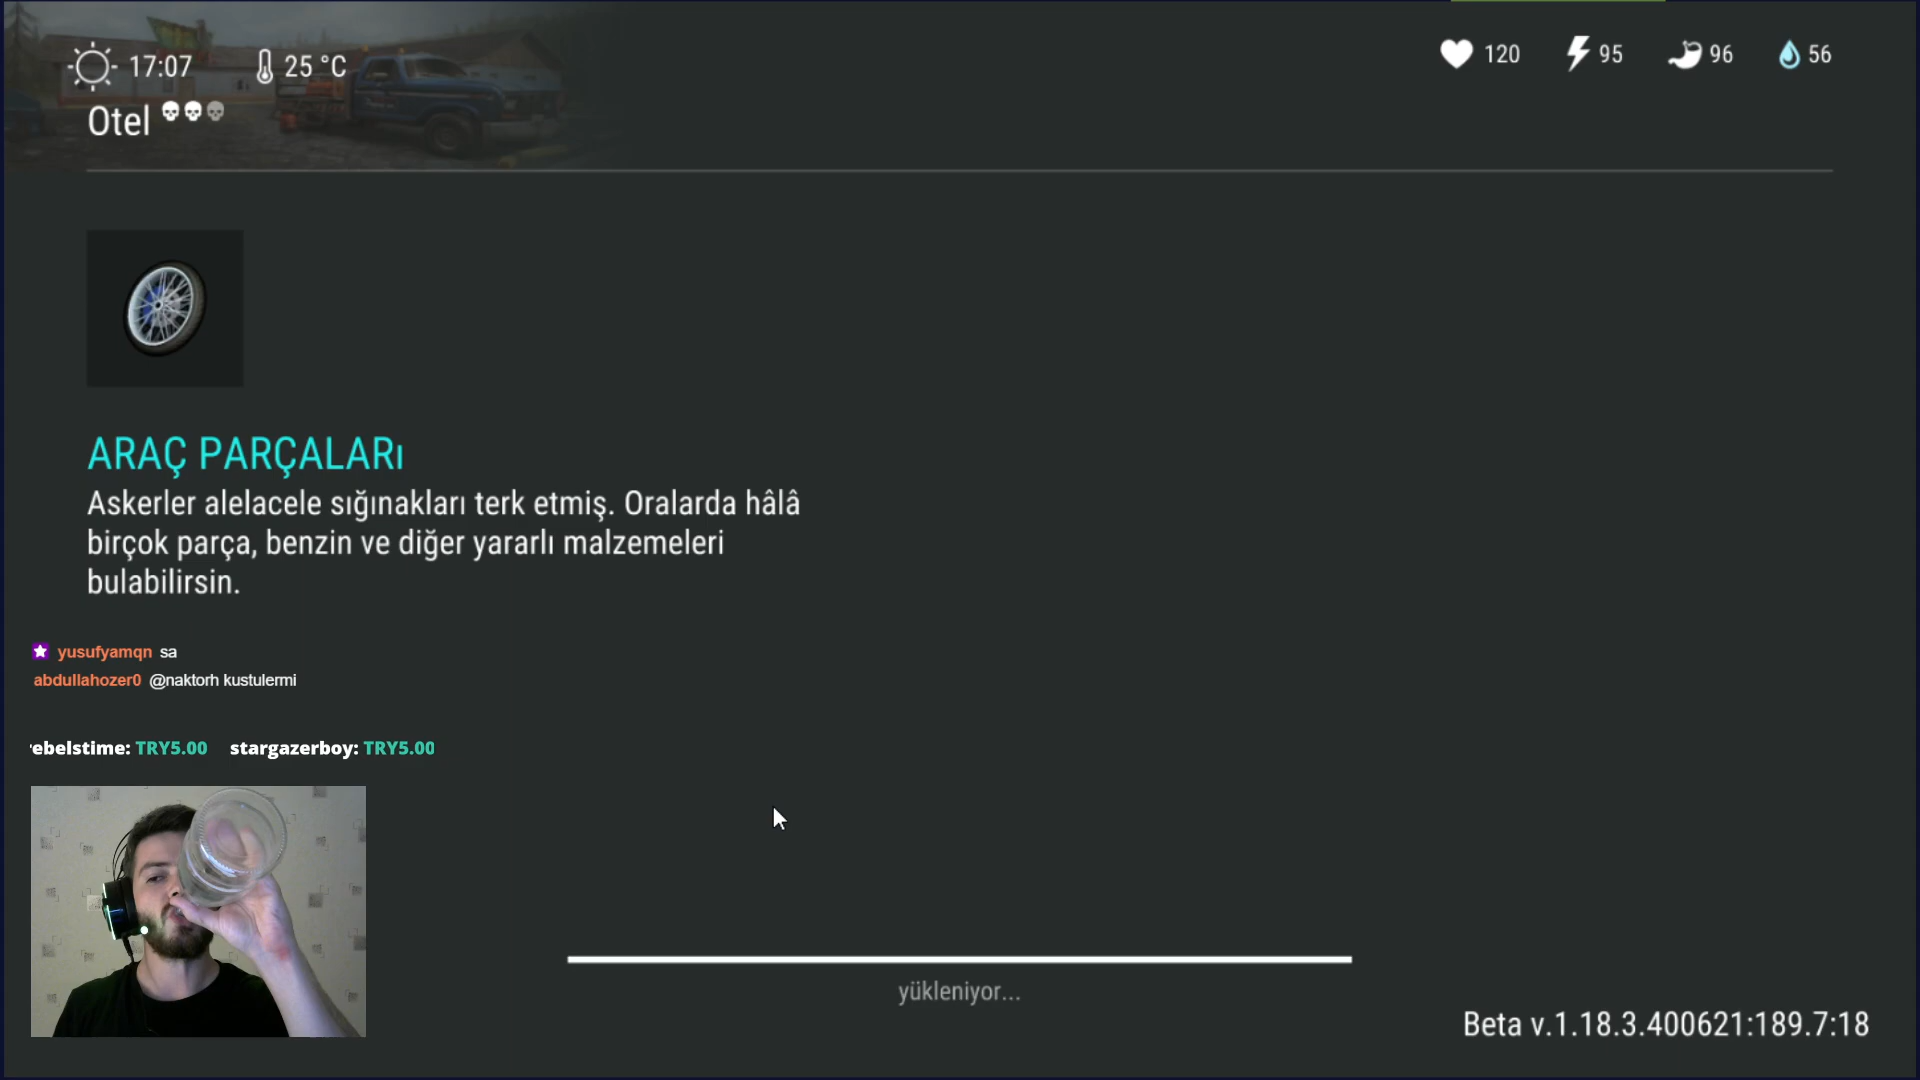 17:07 25 °C 120 95 96 56
Otel
ARAÇ PARÇALARı
Askerler alelacele sığınakları terk etmiş. Oralarda hâlâ
birçok parça, benzin ve diğer yararlı malzemeleri
bulabilirsin.
yusufyamqn sa
abdullahozer0 @naktorh kustulermi
ebelstime: TRY5.00 stargazerboy: TRY5.00
yükleniyor...
Beta v.1.18.3.400621:189.7:18